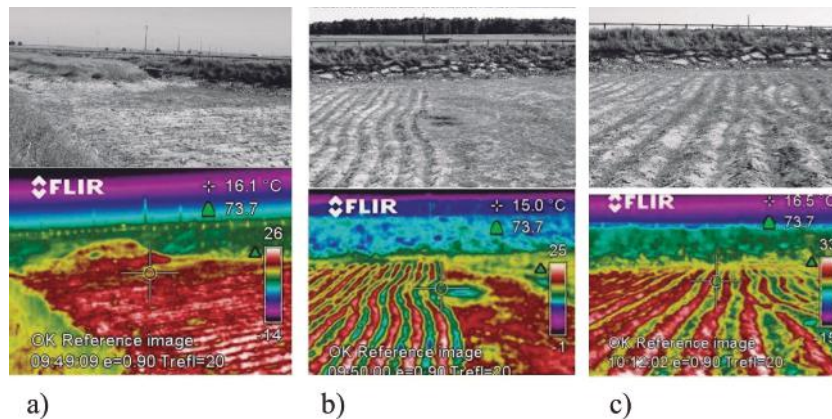 FLIR
16.1 °C
73.7
26
-14
OK Reference image
09:49:09 e=0.90 Trefl=20
FLIR
15.0 °C
73.7
25
1
OK Reference image
09:50:00 e=0.90 Trefl=20
FLIR
16.5 °C
73.7
-15
OK Reference image
10:12:02 e=0.90 Trefl=20
a)
b)
c)